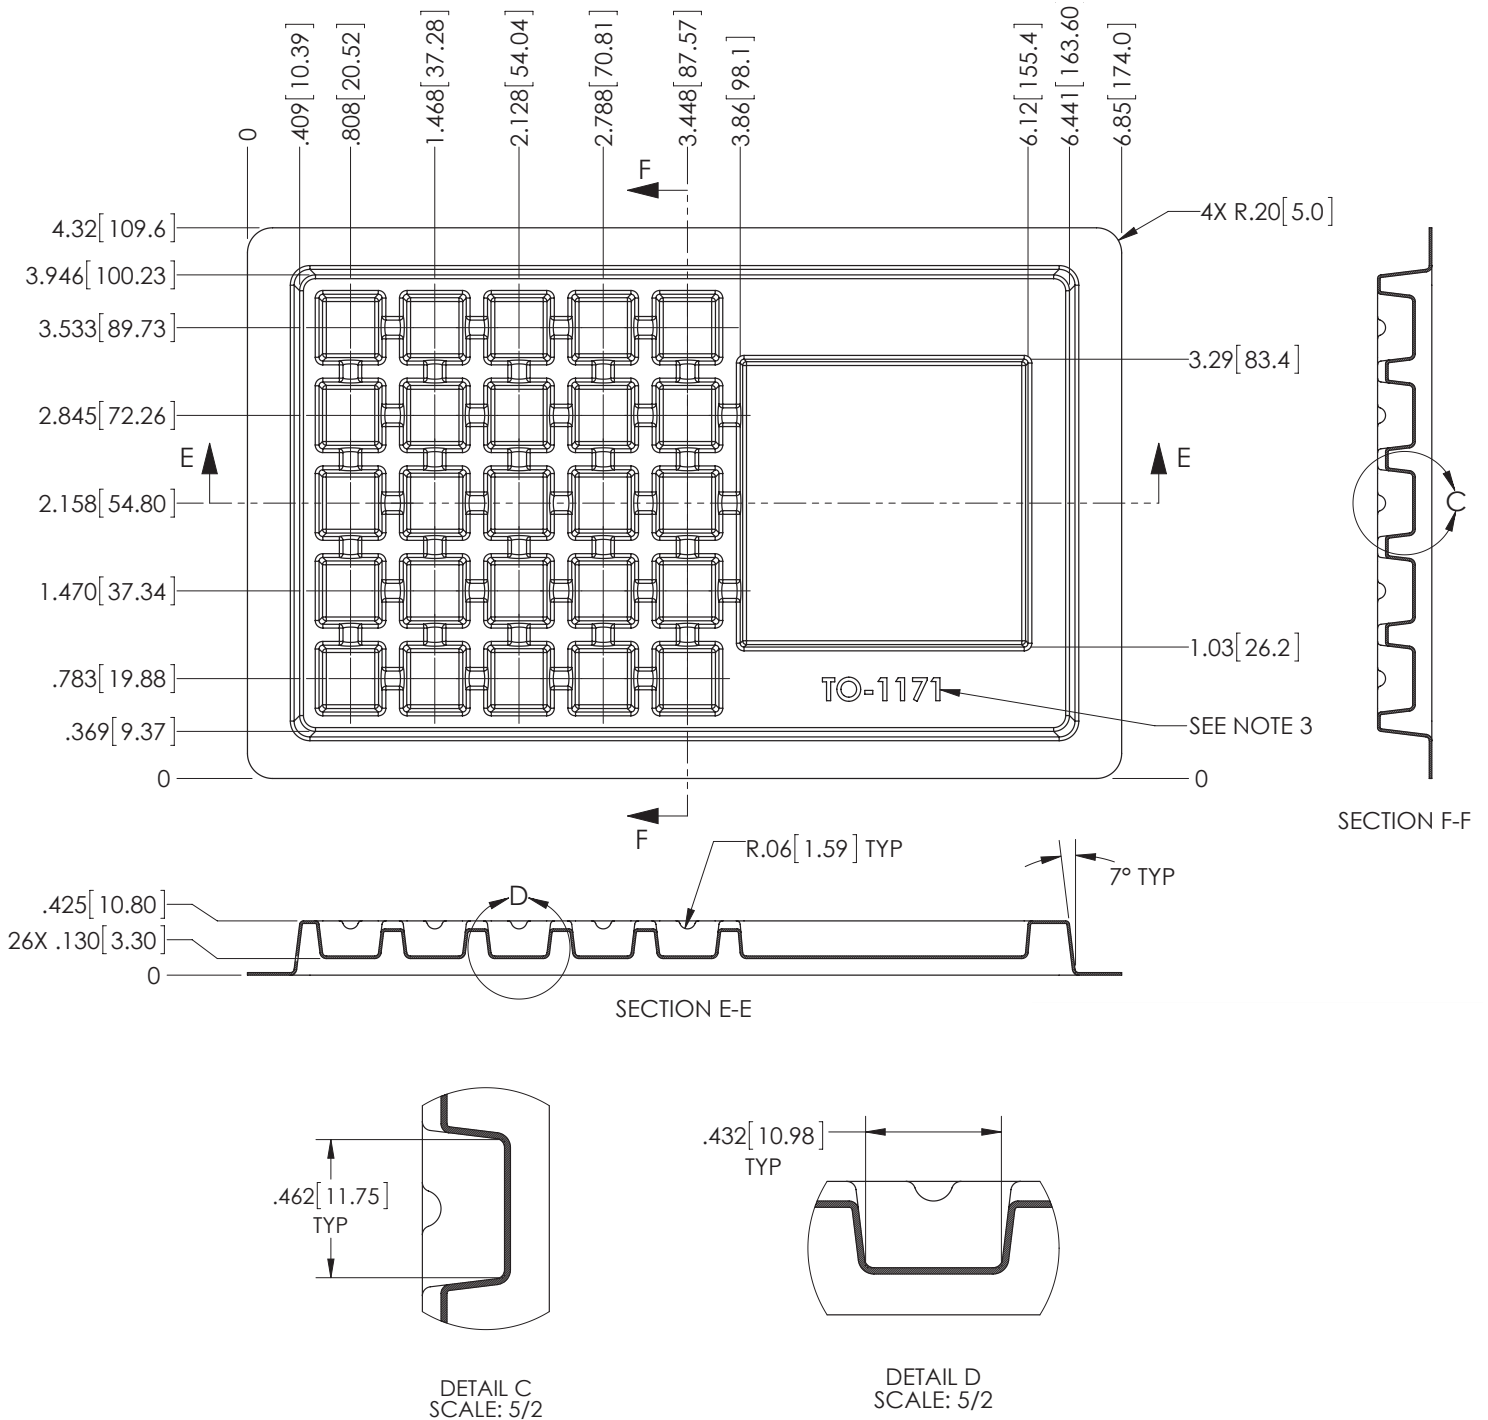 0
.409[10.39]
.808[20.52]
1.468[37.28]
2.128[54.04]
2.788[70.81]
3.448[87.57]
3.86[98.1]
6.12[155.4]
6.441[163.60
6.85[174.0]
F
4X R.20[5.0]
4.32[109.6]
3.946[100.23]
3.533[89.73]
3.29[83.4]
2.845[72.26]
E
E
2.158[54.80]
C
1.470[37.34]
1.03[26.2]
.783[19.88]
TO-1171
.369[9.37]
SEE NOTE 3
0
0
SECTION F-F
F
R.06[1.59] TYP
7° TYP
D
.425[10.80]
26X .130[3.30]
0
SECTION E-E
.462[11.75]
TYP
.432[10.98]
TYP
DETAIL C
SCALE: 5/2
DETAIL D
SCALE: 5/2